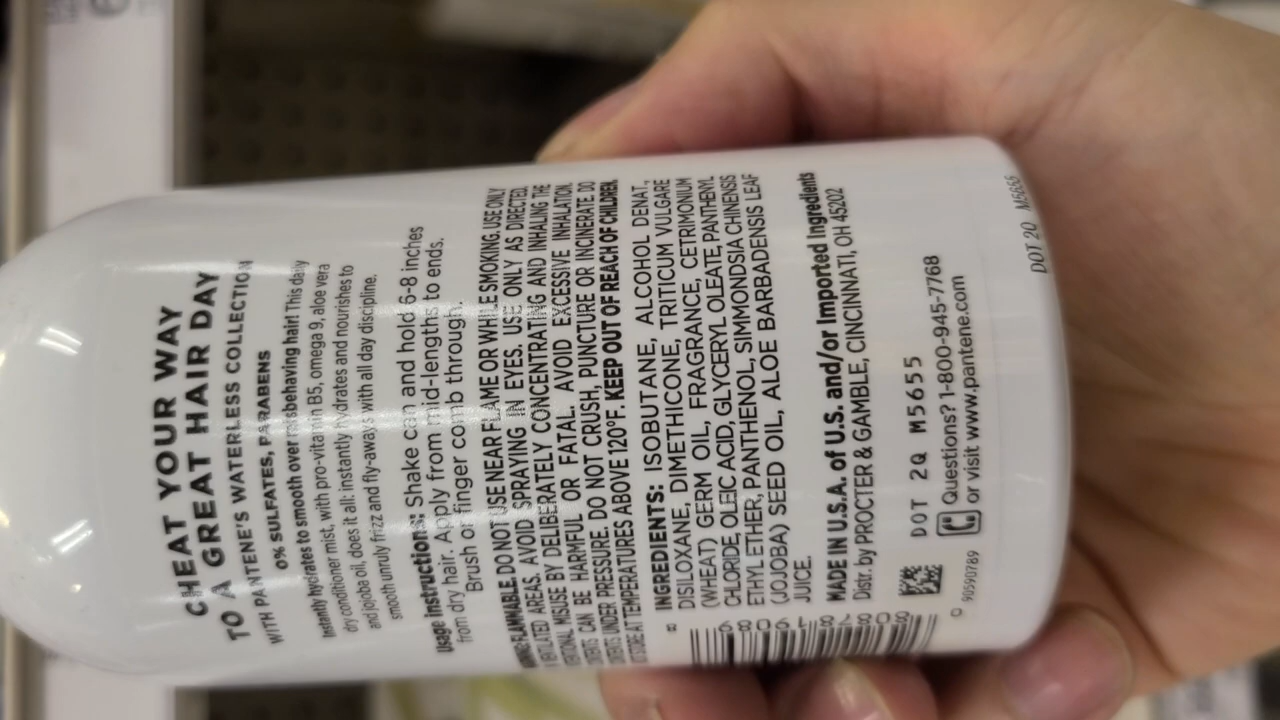 CHEAT YOUR WAY
TO A GREAT HAIR DAY
WITH PANTENE'S WATERLESS COLLECTION
0% SULFATES, PARABENS
Instantly hydrates to smooth over misbehaving hair! This daily
dry conditioner mist, with pro-vitamin B5, omega 9, aloe vera
and jojoba oil, does it all: instantly hydrates and nourishes to
smooth unruly frizz and fly-aways with all day discipline.
Usage instructions: Shake can and hold 6-8 inches
from dry hair. Apply from mid-lengths to ends.
Brush or finger comb through.
FLAMMABLE. DO NOT USE NEAR FLAME OR WHILE SMOKING. USE ONLY
AREAS. AVOID SPRAYING IN EYES. USE ONLY AS DIRECTED.
MISUSE BY DELIBERATELY CONCENTRATING AND INHALING THE
CAN BE HARMFUL OR FATAL. AVOID EXCESSIVE INHALATION.
UNDER PRESSURE. DO NOT CRUSH, PUNCTURE OR INCINERATE. DO
AT TEMPERATURES ABOVE 120°F. KEEP OUT OF REACH OF CHILDREN.
INGREDIENTS: ISOBUTANE, ALCOHOL DENAT.,
DISILOXANE, DIMETHICONE, TRITICUM VULGARE
(WHEAT) GERM OIL, FRAGRANCE, CETRIMONIUM
CHLORIDE, OLEIC ACID, GLYCERYL OLEATE, PANTHENYL
ETHYL ETHER, PANTHENOL, SIMMONDSIA CHINENSIS
(JOJOBA) SEED OIL, ALOE BARBADENSIS LEAF
JUICE.
MADE IN U.S.A. of U.S. and/or Imported Ingredients
Distr. by PROCTER & GAMBLE, CINCINNATI, OH 45202
DOT 2Q M5655
Questions? 1-800-945-7768
or visit www.pantene.com
90590789
DOT 2Q M5655